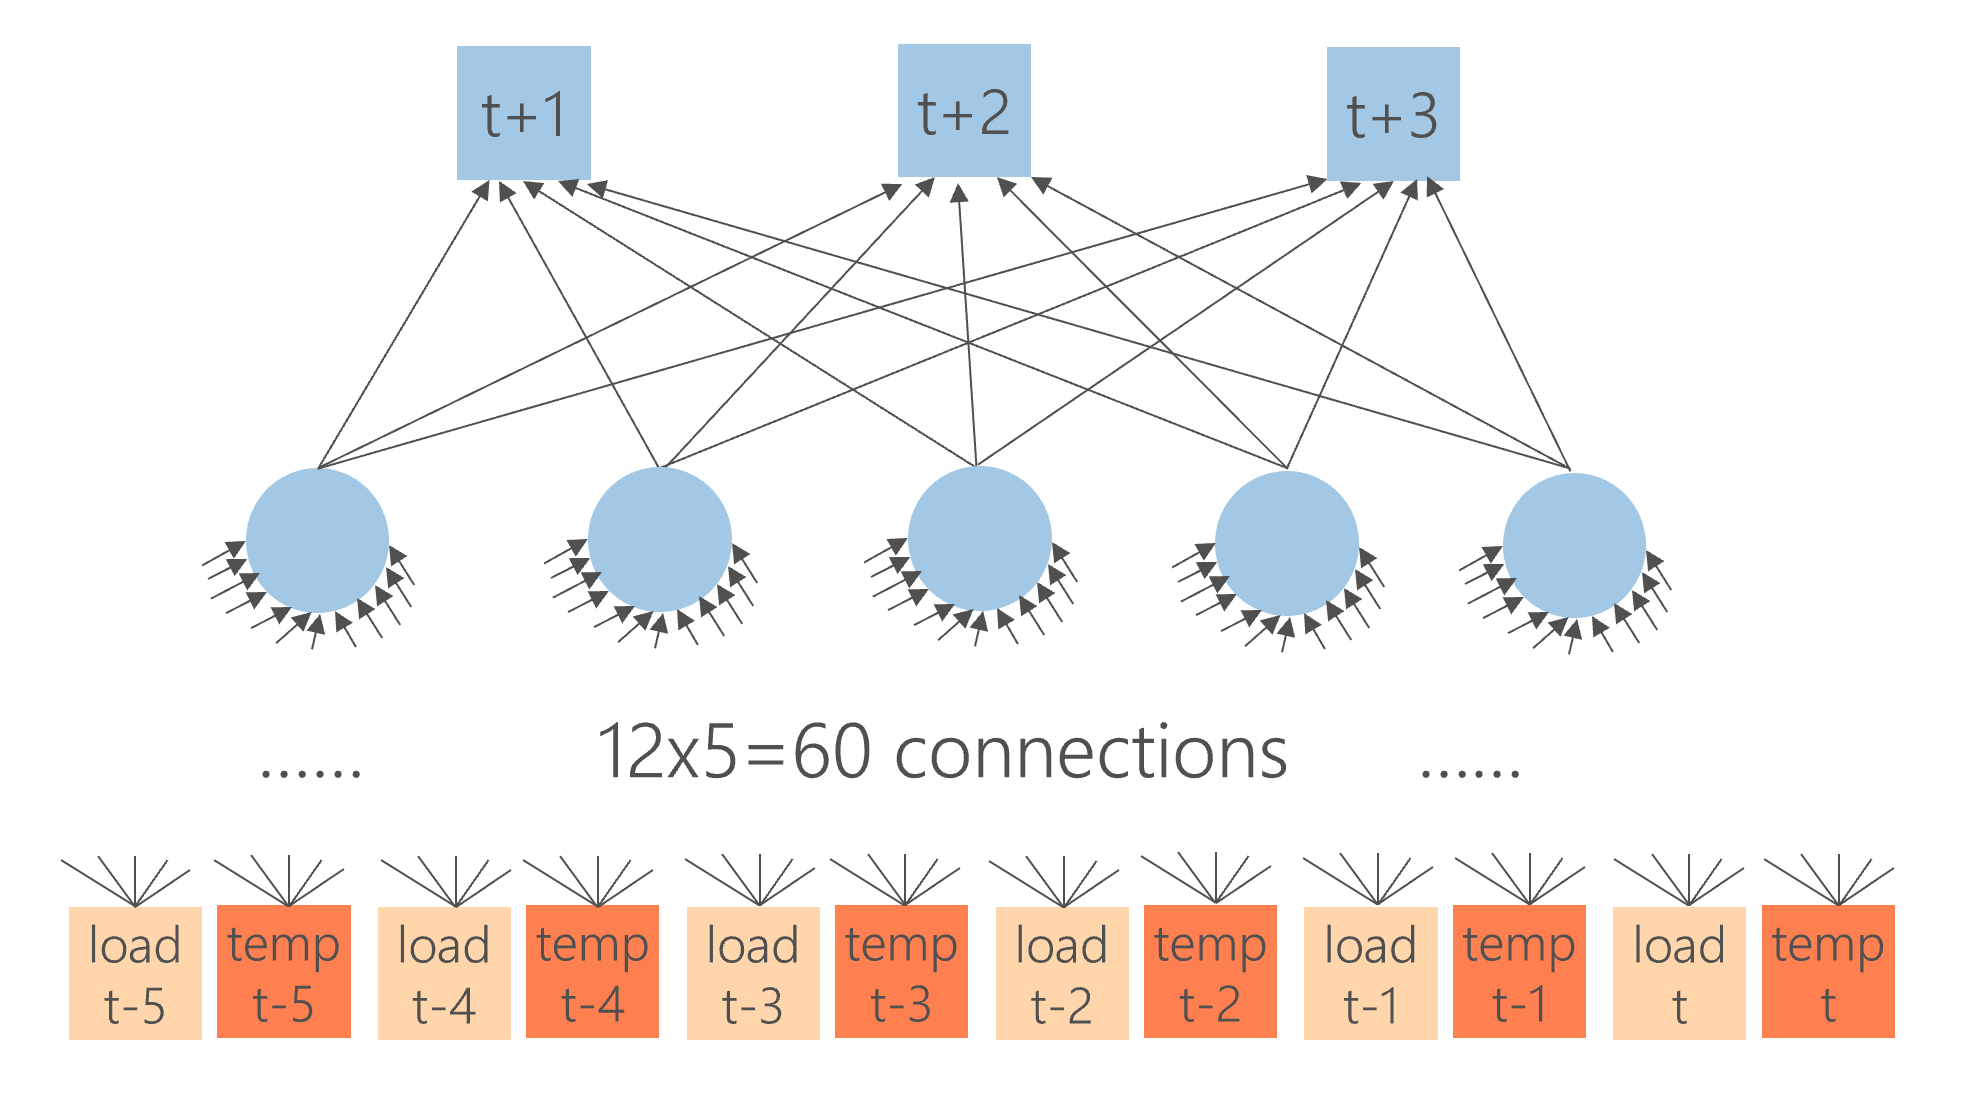 t+1
t+2
t+3
...... 12x5=60 connections ......
load t-5
temp t-5
load t-4
temp t-4
load t-3
temp t-3
load t-2
temp t-2
load t-1
temp t-1
load t
temp t